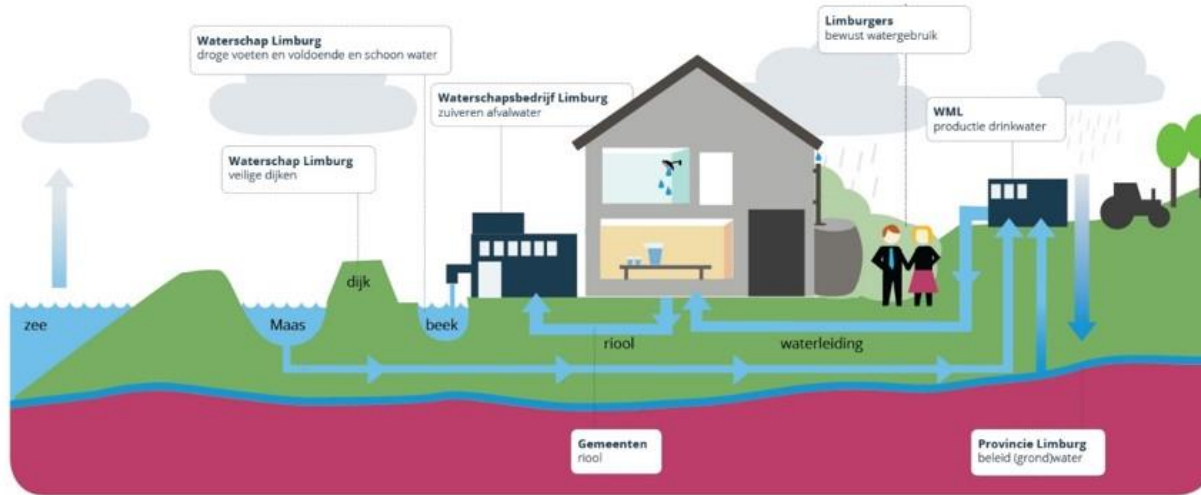 Waterschap Limburg
droge voeten en voldoende en schoon water
Limburgers
bewust watergebruik
Waterschapsbedrijf Limburg
zuiveren afvalwater
WML
productie drinkwater
Waterschap Limburg
veilige dijken
dijk
zee
Maas
beek
riool
waterleiding
Gemeenten
riool
Provincie Limburg
beleid (grond)water